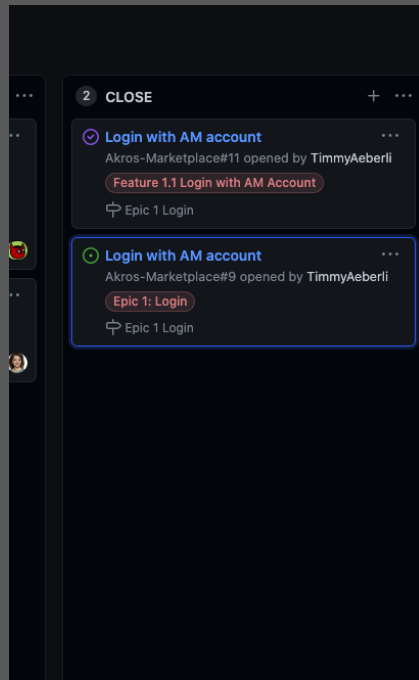 2 CLOSE
Login with AM account
Akros-Marketplace#11 opened by TimmyAeberli
Feature 1.1 Login with AM Account
Epic 1 Login
Login with AM account
Akros-Marketplace#9 opened by TimmyAeberli
Epic 1: Login
Epic 1 Login